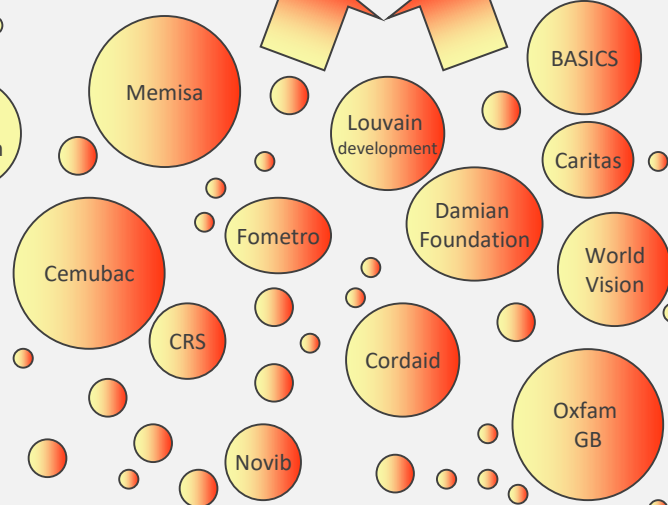 BASICS
Memisa
Louvain
development
Caritas
Damian
Foundation
Fometro
World
Vision
Cemubac
CRS
Cordaid
Oxfam
GB
Novib